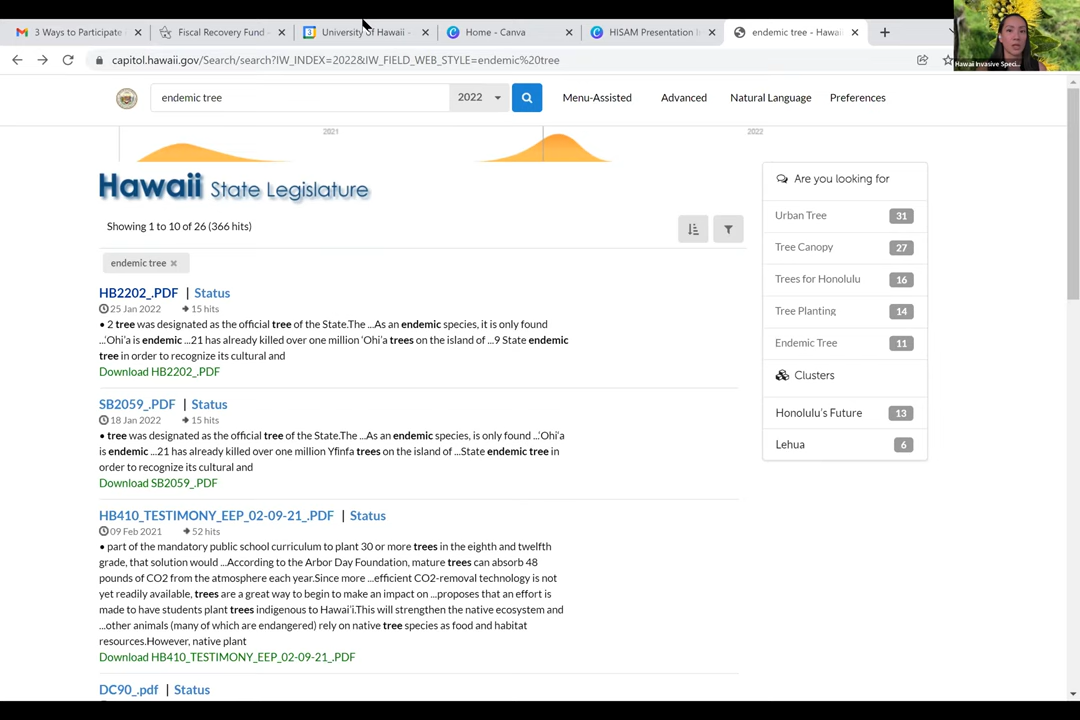 3 Ways to Participate
Fiscal Recovery Fund -
University of Hawaii -
Home - Canva
HISAM Presentation i
endemic tree - Hawai
capitol.hawaii.gov/Search/search?IW_INDEX=2022&IW_FIELD_WEB_STYLE=endemic%20tree
Hawaii Invasive Speci...
endemic tree
2022
Menu-Assisted
Advanced
Natural Language
Preferences
2021
2022
Hawaii State Legislature
Showing 1 to 10 of 26 (366 hits)
endemic tree ×
HB2202_.PDF | Status
25 Jan 2022 15 hits
• 2 tree was designated as the official tree of the State.The ...As an endemic species, it is only found
...ʻOhiʻa is endemic ...21 has already killed over one million ʻOhiʻa trees on the island of ...9 State endemic
tree in order to recognize its cultural and
Download HB2202_.PDF
SB2059_.PDF | Status
18 Jan 2022 15 hits
• tree was designated as the official tree of the State.The ...As an endemic species, is only found ...ʻOhiʻa
is endemic ...21 has already killed over one million Yfinfa trees on the island of ...State endemic tree in
order to recognize its cultural and
Download SB2059_.PDF
HB410_TESTIMONY_EEP_02-09-21_.PDF | Status
09 Feb 2021 52 hits
• part of the mandatory public school curriculum to plant 30 or more trees in the eighth and twelfth
grade, that solution would ...According to the Arbor Day Foundation, mature trees can absorb 48
pounds of CO2 from the atmosphere each year.Since more ...efficient CO2-removal technology is not
yet readily available, trees are a great way to begin to make an impact on ...proposes that an effort is
made to have students plant trees indigenous to Hawaiʻi.This will strengthen the native ecosystem and
...other animals (many of which are endangered) rely on native tree species as food and habitat
resources.However, native plant
Download HB410_TESTIMONY_EEP_02-09-21_.PDF
DC90_.pdf | Status
Are you looking for
Urban Tree 31
Tree Canopy 27
Trees for Honolulu 16
Tree Planting 14
Endemic Tree 11
Clusters
Honolulu's Future 13
Lehua 6